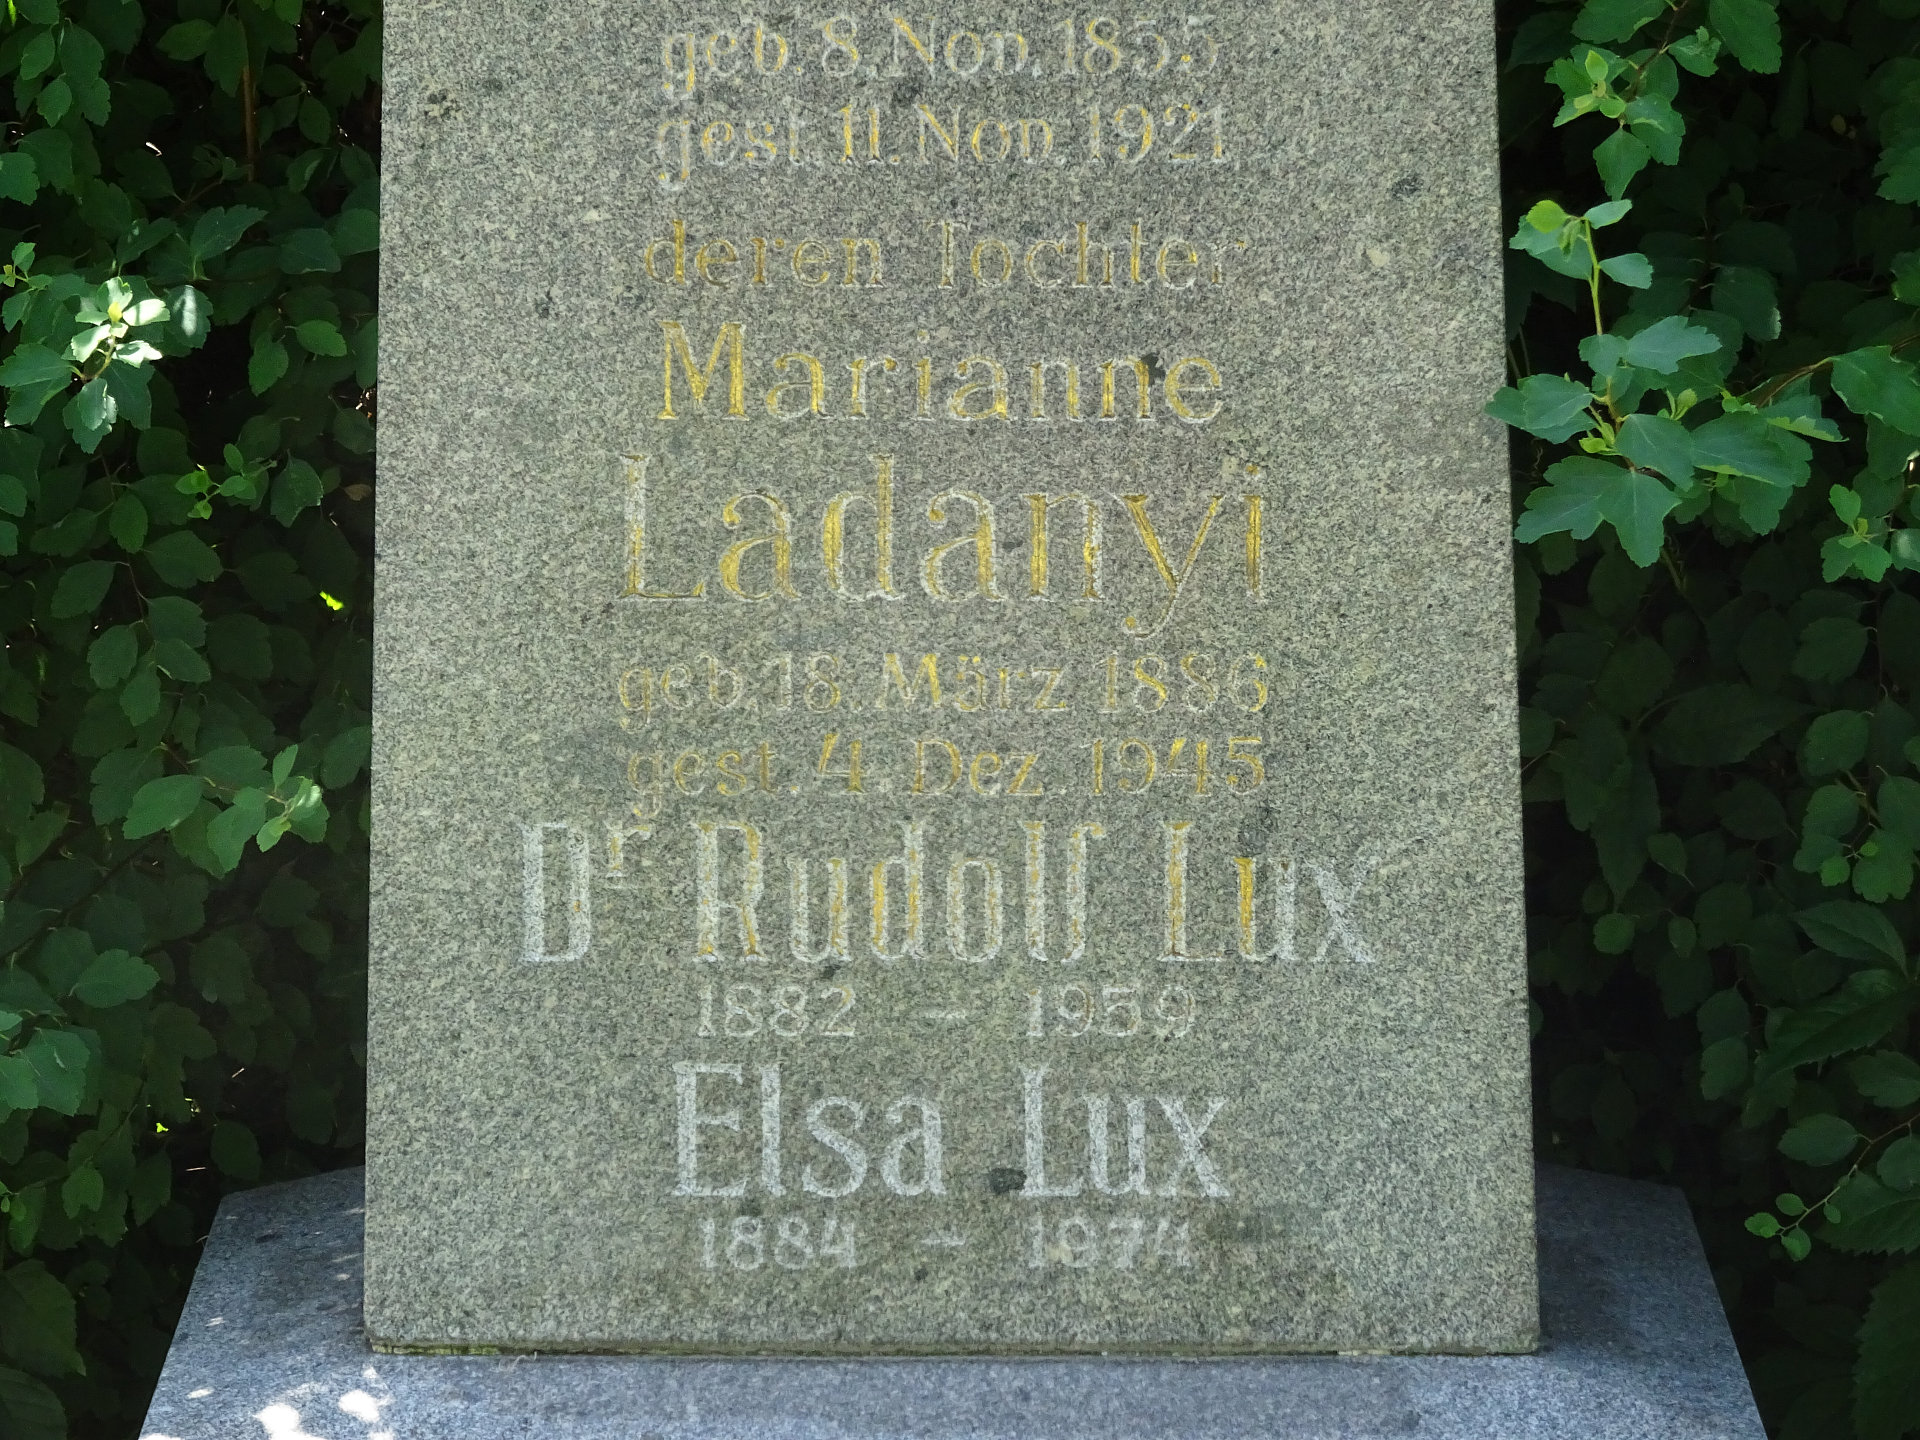 geb. 8. Nov. 1855
gest. 11. Nov. 1921
deren Tochter
Marianne
Ladanyi
geb. 18. März 1886
gest. 4. Dez. 1945
Dr Rudolf Lux
1882 – 1959
Elsa Lux
1884 – 1974